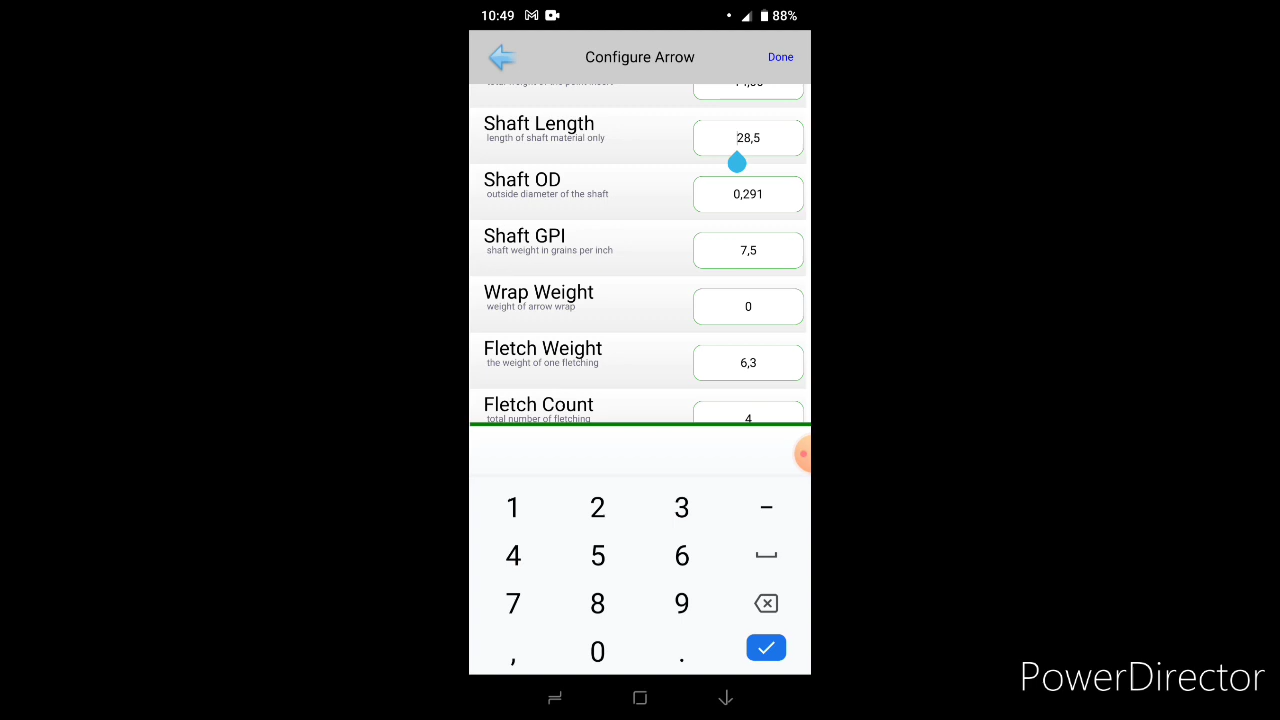 10:49
88%
Configure Arrow
Done
Shaft Length
28,5
length of shaft material only
Shaft OD
0,291
outside diameter of the shaft
Shaft GPI
7,5
shaft weight in grains per inch
Wrap Weight
0
weight of arrow wrap
Fletch Weight
6,3
the weight of one fletching
Fletch Count
4
total number of fletching
1 2 3 -
4 5 6
7 8 9
, 0 .
PowerDirector